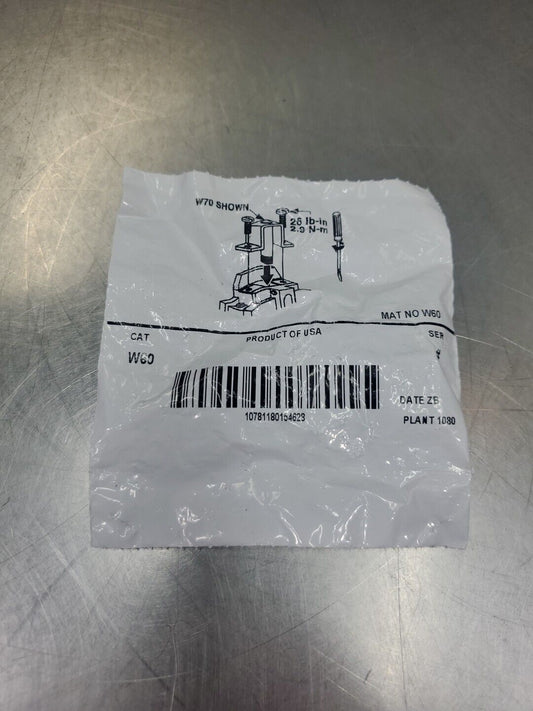 W70 SHOWN
26 lb-in
2.9 N-m
MAT NO W60
CAT
PRODUCT OF USA
SER
W60
10781180154623
DATE ZB
PLANT 1080